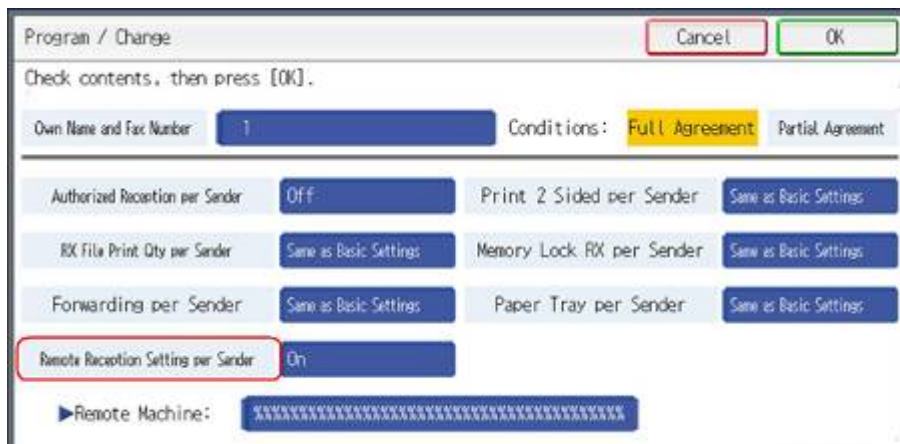 Program / Change
Cancel
OK
Check contents, then press [OK].
Own Name and Fax Number
1
Conditions:
Full Agreement
Partial Agreement
Authorized Reception per Sender
Off
Print 2 Sided per Sender
Same as Basic Settings
RX File Print Qty per Sender
Same as Basic Settings
Memory Lock RX per Sender
Same as Basic Settings
Forwarding per Sender
Same as Basic Settings
Paper Tray per Sender
Same as Basic Settings
Remote Reception Setting per Sender
On
▶Remote Machine: